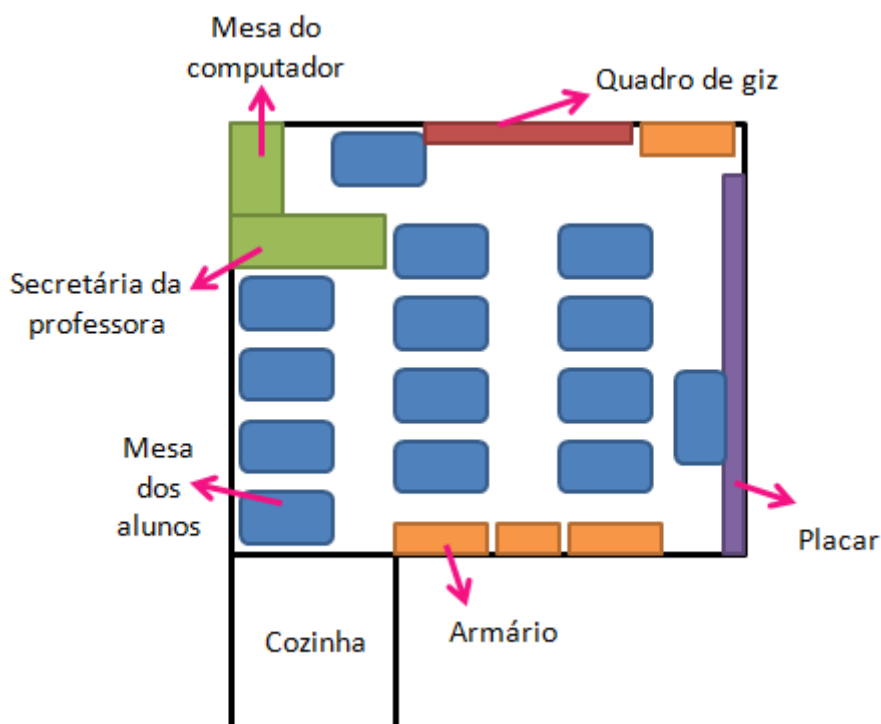 Mesa do
computador
Quadro de giz
Secretária da
professora
Mesa
dos
alunos
Placar
Armário
Cozinha